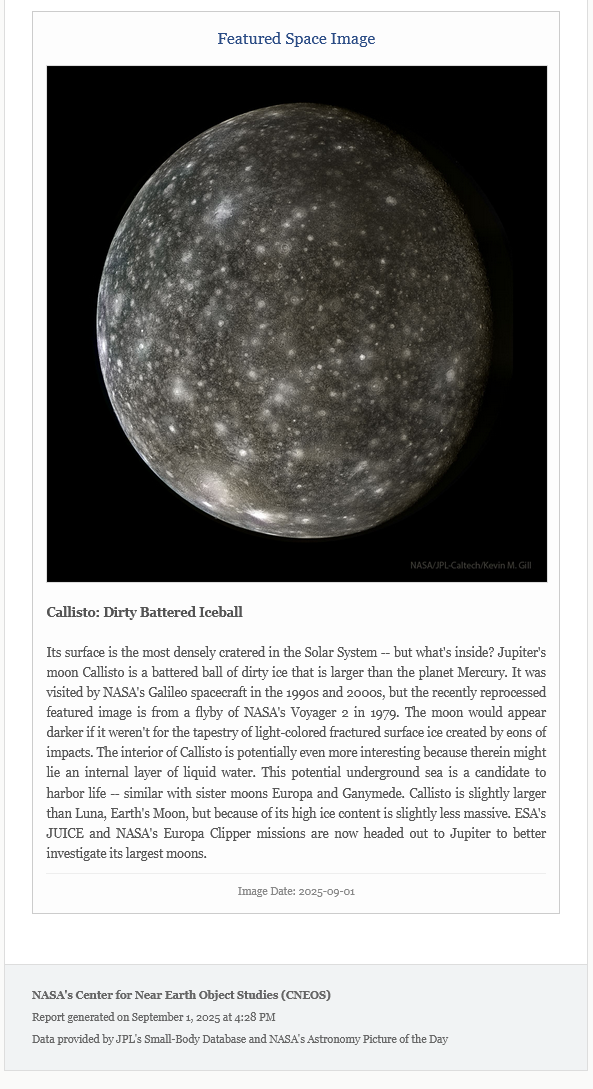 Featured Space Image
NASA/JPL-Caltech/Kevin M. Gill
Callisto: Dirty Battered Iceball
Its surface is the most densely cratered in the Solar System -- but what's inside? Jupiter's
moon Callisto is a battered ball of dirty ice that is larger than the planet Mercury. It was
visited by NASA's Galileo spacecraft in the 1990s and 2000s, but the recently reprocessed
featured image is from a flyby of NASA's Voyager 2 in 1979. The moon would appear
darker if it weren't for the tapestry of light-colored fractured surface ice created by eons of
impacts. The interior of Callisto is potentially even more interesting because therein might
lie an internal layer of liquid water. This potential underground sea is a candidate to
harbor life -- similar with sister moons Europa and Ganymede. Callisto is slightly larger
than Luna, Earth's Moon, but because of its high ice content is slightly less massive. ESA's
JUICE and NASA's Europa Clipper missions are now headed out to Jupiter to better
investigate its largest moons.
Image Date: 2025-09-01
NASA's Center for Near Earth Object Studies (CNEOS)
Report generated on September 1, 2025 at 4:28 PM
Data provided by JPL's Small-Body Database and NASA's Astronomy Picture of the Day